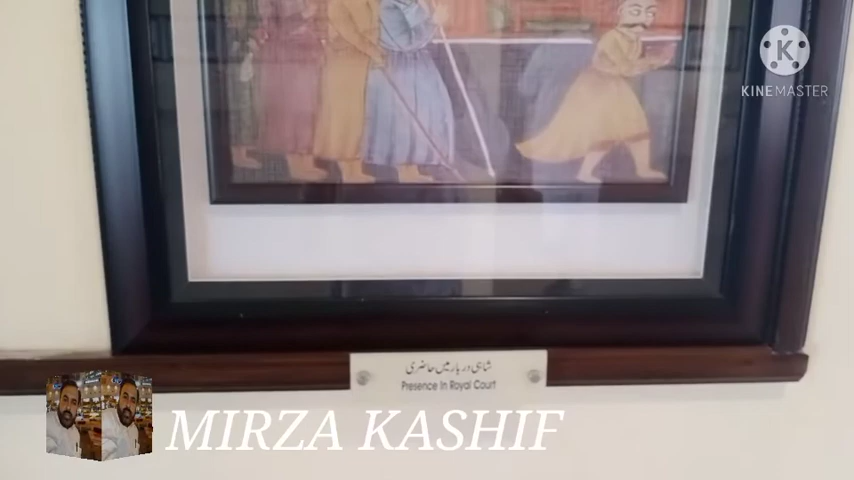 K
KINEMASTER
شاہی دربار میں حاضری
Presence In Royal Court
MIRZA KASHIF